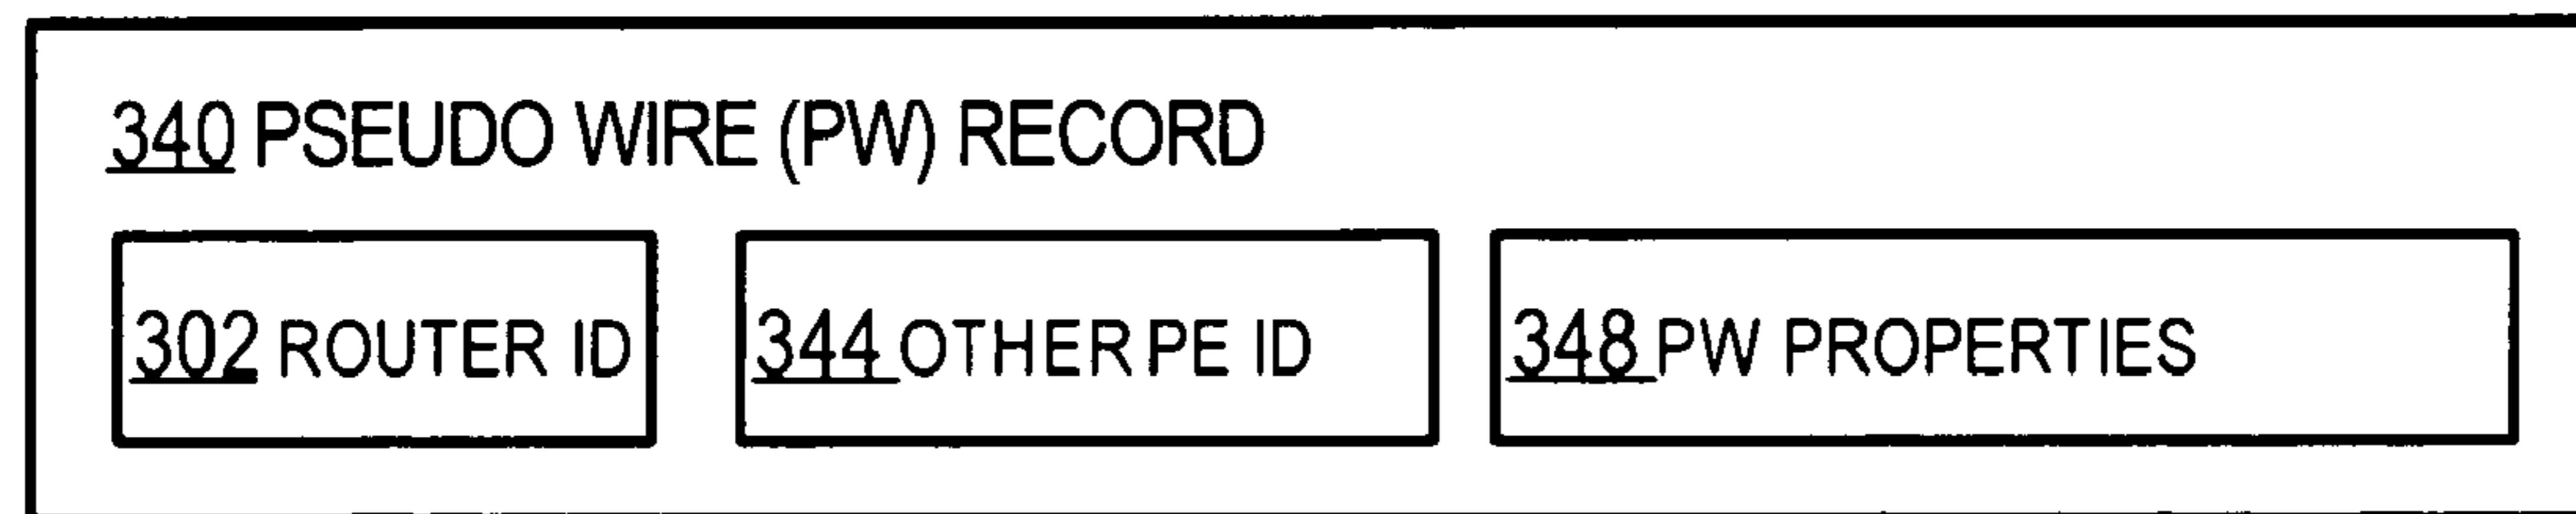 340 PSEUDO WIRE (PW) RECORD
302 ROUTER ID
344 OTHER PE ID
348 PW PROPERTIES